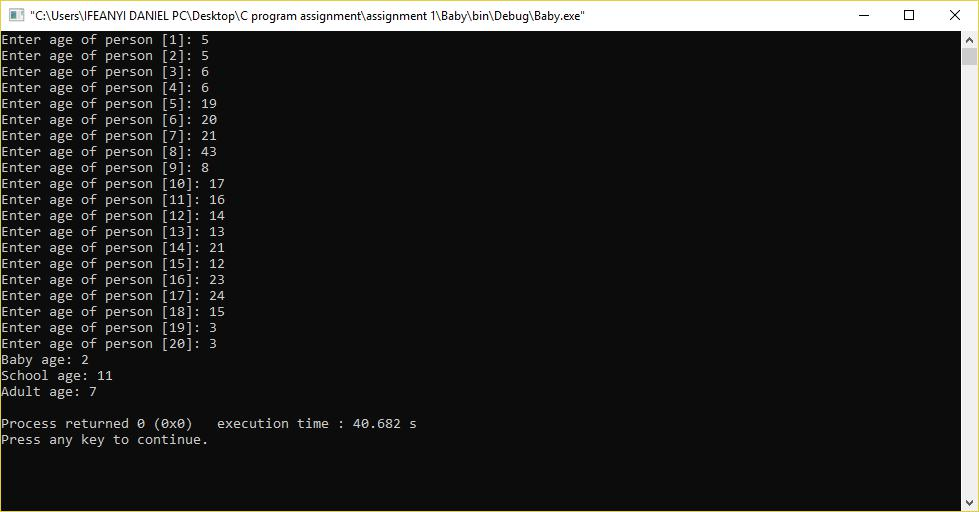 "C:\Users\IFEANYI DANIEL PC\Desktop\C program assignment\assignment 1\Baby\bin\Debug\Baby.exe"
Enter age of person [1]: 5
Enter age of person [2]: 5
Enter age of person [3]: 6
Enter age of person [4]: 6
Enter age of person [5]: 19
Enter age of person [6]: 20
Enter age of person [7]: 21
Enter age of person [8]: 43
Enter age of person [9]: 8
Enter age of person [10]: 17
Enter age of person [11]: 16
Enter age of person [12]: 14
Enter age of person [13]: 13
Enter age of person [14]: 21
Enter age of person [15]: 12
Enter age of person [16]: 23
Enter age of person [17]: 24
Enter age of person [18]: 15
Enter age of person [19]: 3
Enter age of person [20]: 3
Baby age: 2
School age: 11
Adult age: 7
Process returned 0 (0x0)   execution time : 40.682 s
Press any key to continue.